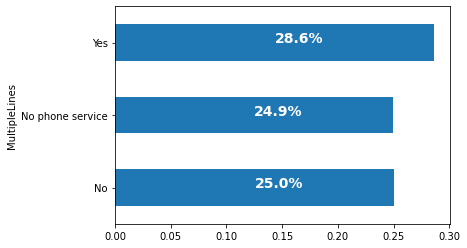 Yes
28.6%
No phone service
24.9%
No
25.0%
MultipleLines
0.00 0.05 0.10 0.15 0.20 0.25 0.30